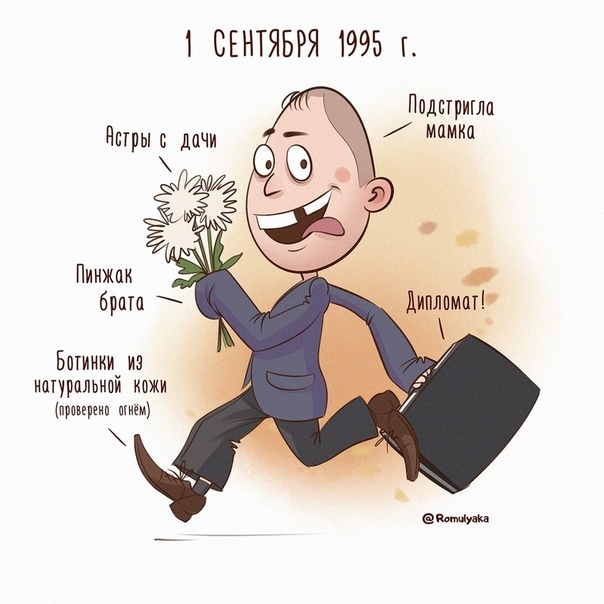 1 СЕНТЯБРЯ 1995 г.
Подстригла
мамка
Астры с дачи
Пинжак
брата
Дипломат!
Ботинки из
натуральной кожи
(проверено огнём)
@Romulyaka